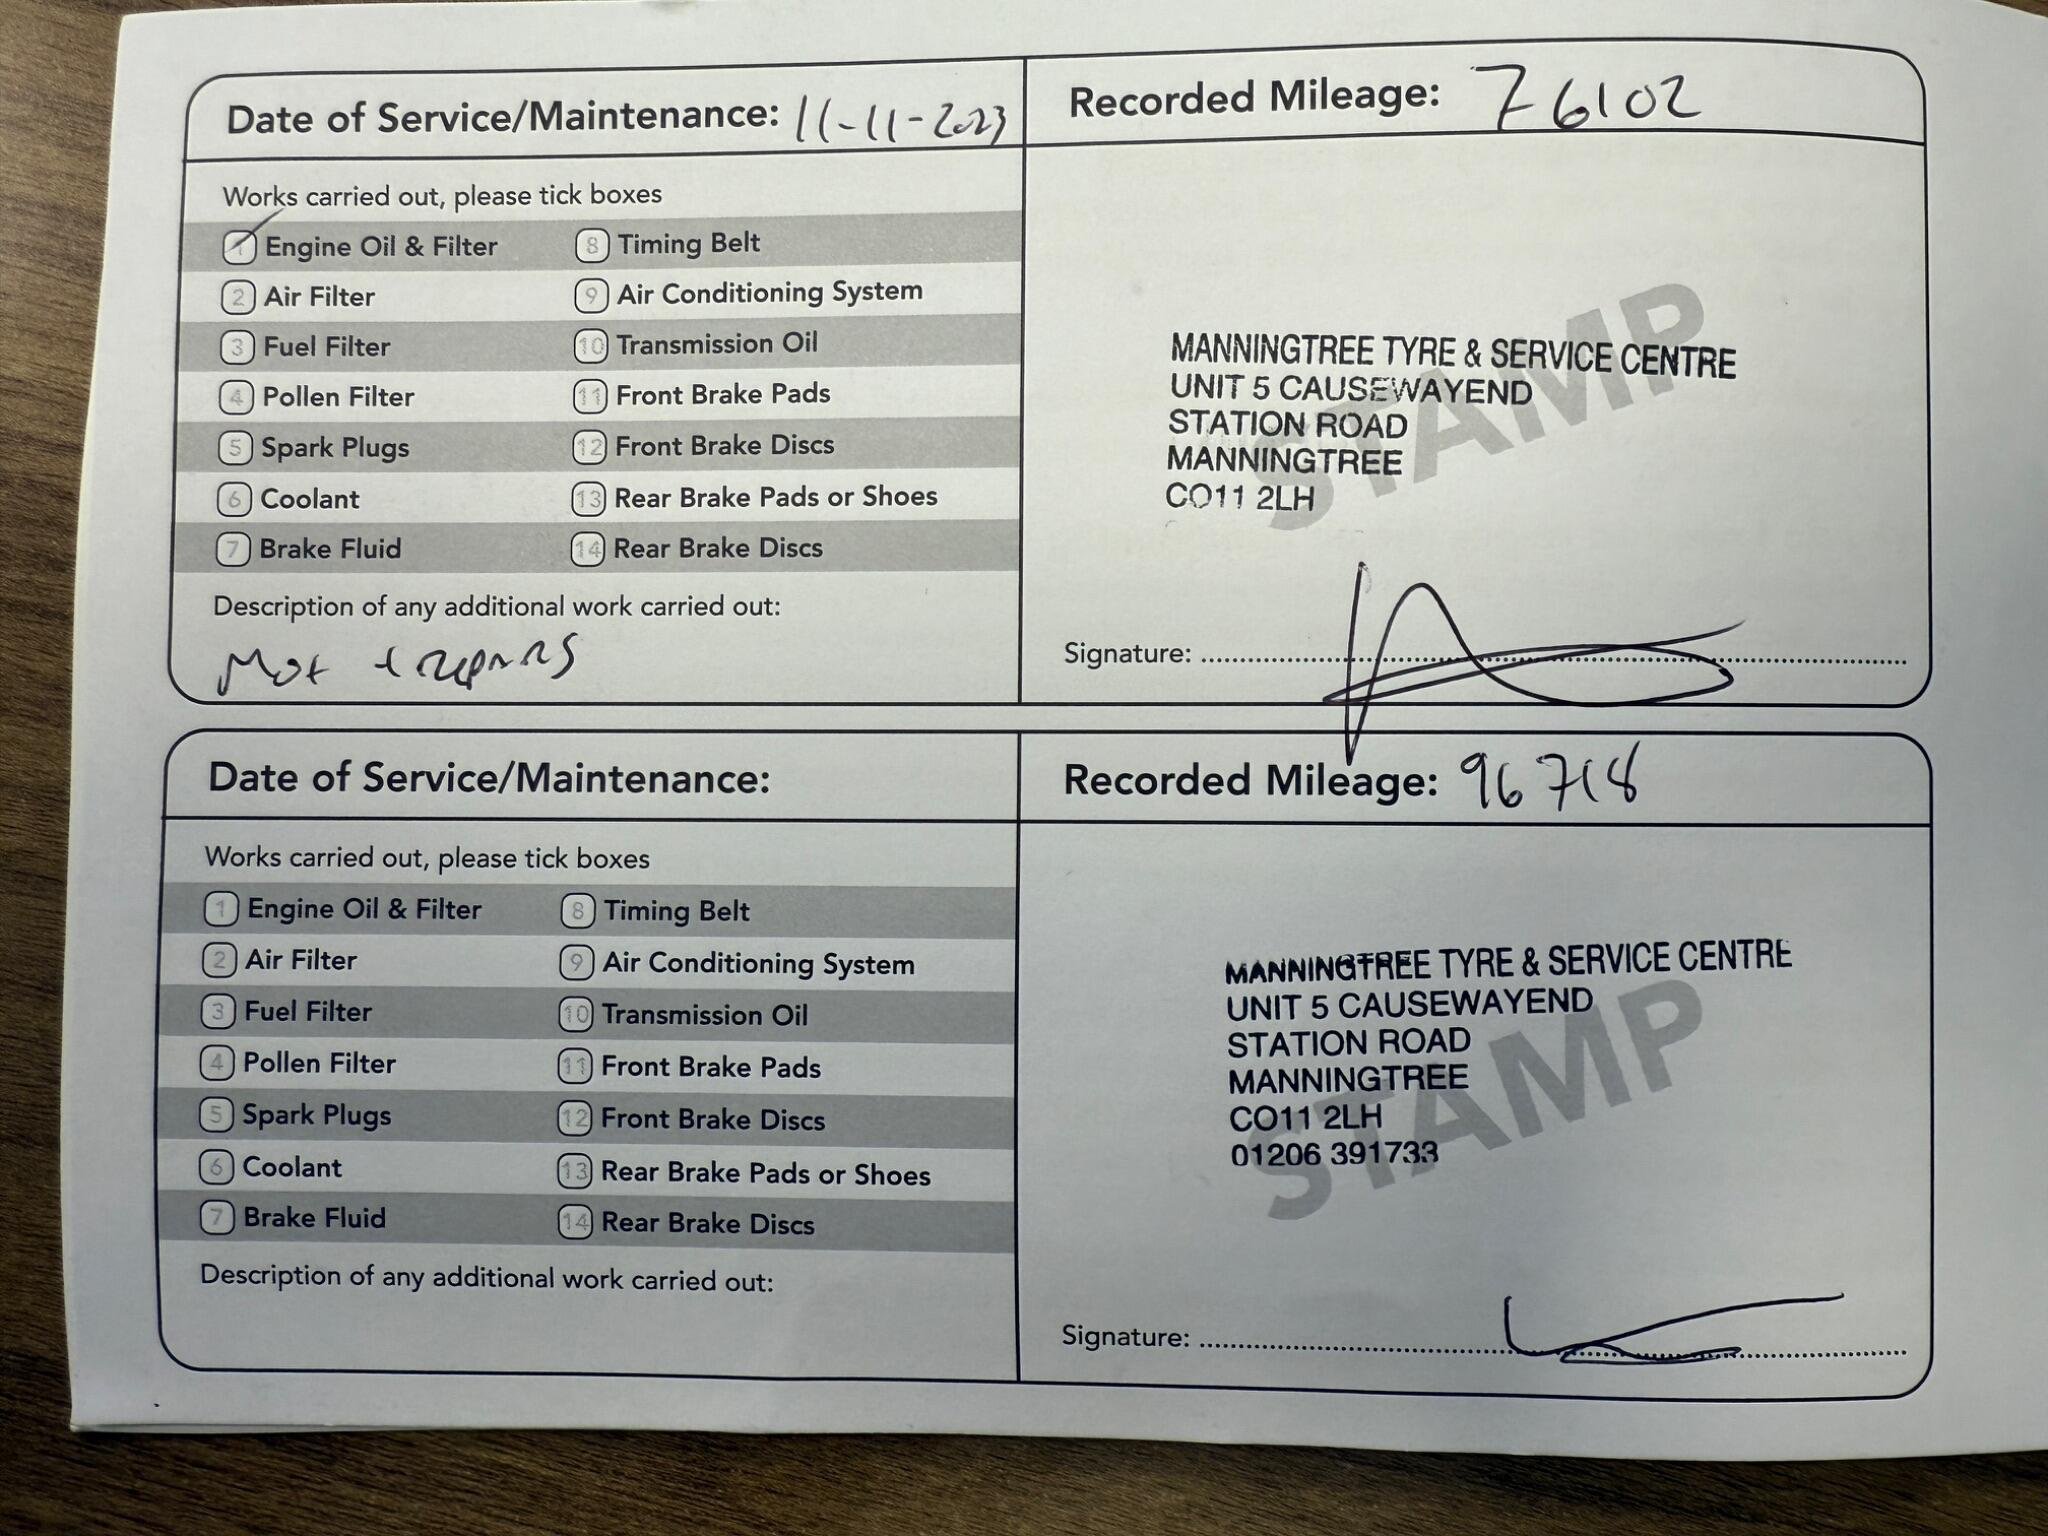 Date of Service/Maintenance: 11-11-2023
Recorded Mileage: 76102
Works carried out, please tick boxes
1 Engine Oil & Filter
8 Timing Belt
2 Air Filter
9 Air Conditioning System
3 Fuel Filter
10 Transmission Oil
4 Pollen Filter
11 Front Brake Pads
5 Spark Plugs
12 Front Brake Discs
6 Coolant
13 Rear Brake Pads or Shoes
7 Brake Fluid
14 Rear Brake Discs
Description of any additional work carried out:
Mot + repairs
STAMP
MANNINGTREE TYRE & SERVICE CENTRE
UNIT 5 CAUSEWAYEND
STATION ROAD
MANNINGTREE
CO11 2LH
Signature:
Date of Service/Maintenance:
Recorded Mileage: 96718
Works carried out, please tick boxes
1 Engine Oil & Filter
8 Timing Belt
2 Air Filter
9 Air Conditioning System
3 Fuel Filter
10 Transmission Oil
4 Pollen Filter
11 Front Brake Pads
5 Spark Plugs
12 Front Brake Discs
6 Coolant
13 Rear Brake Pads or Shoes
7 Brake Fluid
14 Rear Brake Discs
Description of any additional work carried out:
STAMP
MANNINGTREE TYRE & SERVICE CENTRE
UNIT 5 CAUSEWAYEND
STATION ROAD
MANNINGTREE
CO11 2LH
01206 391733
Signature: